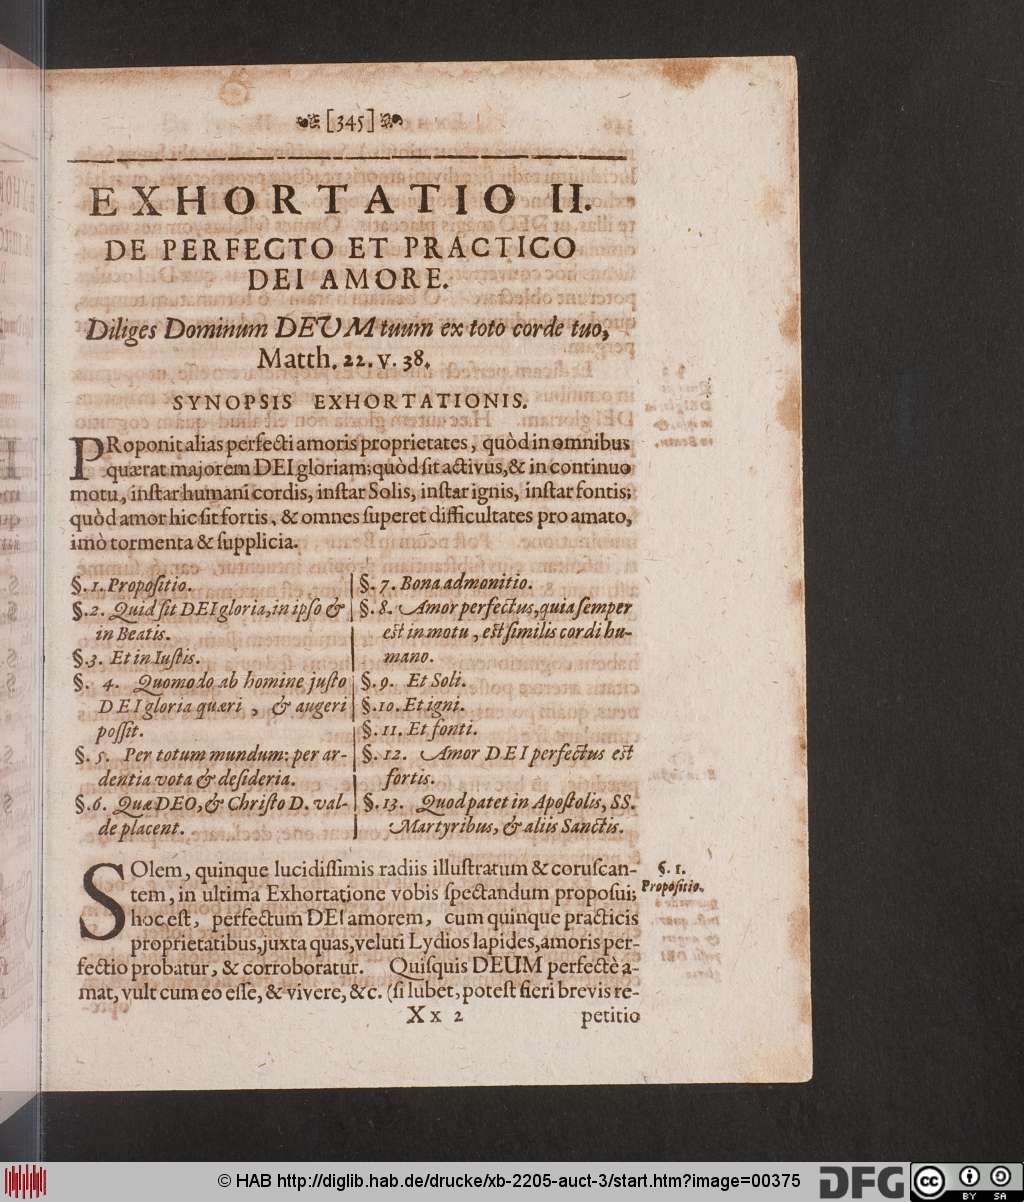 [345]
EXHORTATIO II.
DE PERFECTO ET PRACTICO
DEI AMORE.
Diliges Dominum DEUM tuum ex toto corde tuo,
Matth. 22. v. 38.
SYNOPSIS EXHORTATIONIS.
PRoponit alias perfecti amoris proprietates, quòd in omnibus
quærat majorem DEI gloriam; quòd sit activus, & in continuo
motu, instar humani cordis, instar Solis, instar ignis, instar fontis;
quòd amor hic sit fortis, & omnes superet difficultates pro amato,
imò tormenta & supplicia.
§. 1. Propositio.
§. 2. Quid sit DEI gloria, in ipso &
in Beatis.
§. 3. Et in Iustis.
§. 4. Quomodo ab homine justo
DEI gloria quæri, & augeri
possit.
§. 5. Per totum mundum: per ar-
dentia vota & desideria.
§. 6. Quæ DEO, & Christo D. val-
de placent.
§. 7. Bona admonitio.
§. 8. Amor perfectus, quia semper
est in motu, est similis cordi hu-
mano.
§. 9. Et Soli.
§. 10. Et igni.
§. 11. Et fonti.
§. 12. Amor DEI perfectus est
fortis.
§. 13. Quod patet in Apostolis, SS.
Martyribus, & aliis Sanctis.
SOlem, quinque lucidissimis radiis illustratum & coruscan-
tem, in ultima Exhortatione vobis spectandum proposui;
hoc est, perfectum DEI amorem, cum quinque practicis
proprietatibus, juxta quas, veluti Lydios lapides, amoris per-
fectio probatur, & corroboratur. Quisquis DEUM perfectè a-
mat, vult cum eo esse, & vivere, &c. (si lubet, potest fieri brevis re-
§. 1.
Propositio.
Xx 2
petitio
© HAB http://diglib.hab.de/drucke/xb-2205-auct-3/start.htm?image=00375
DFG
cc
BY SA